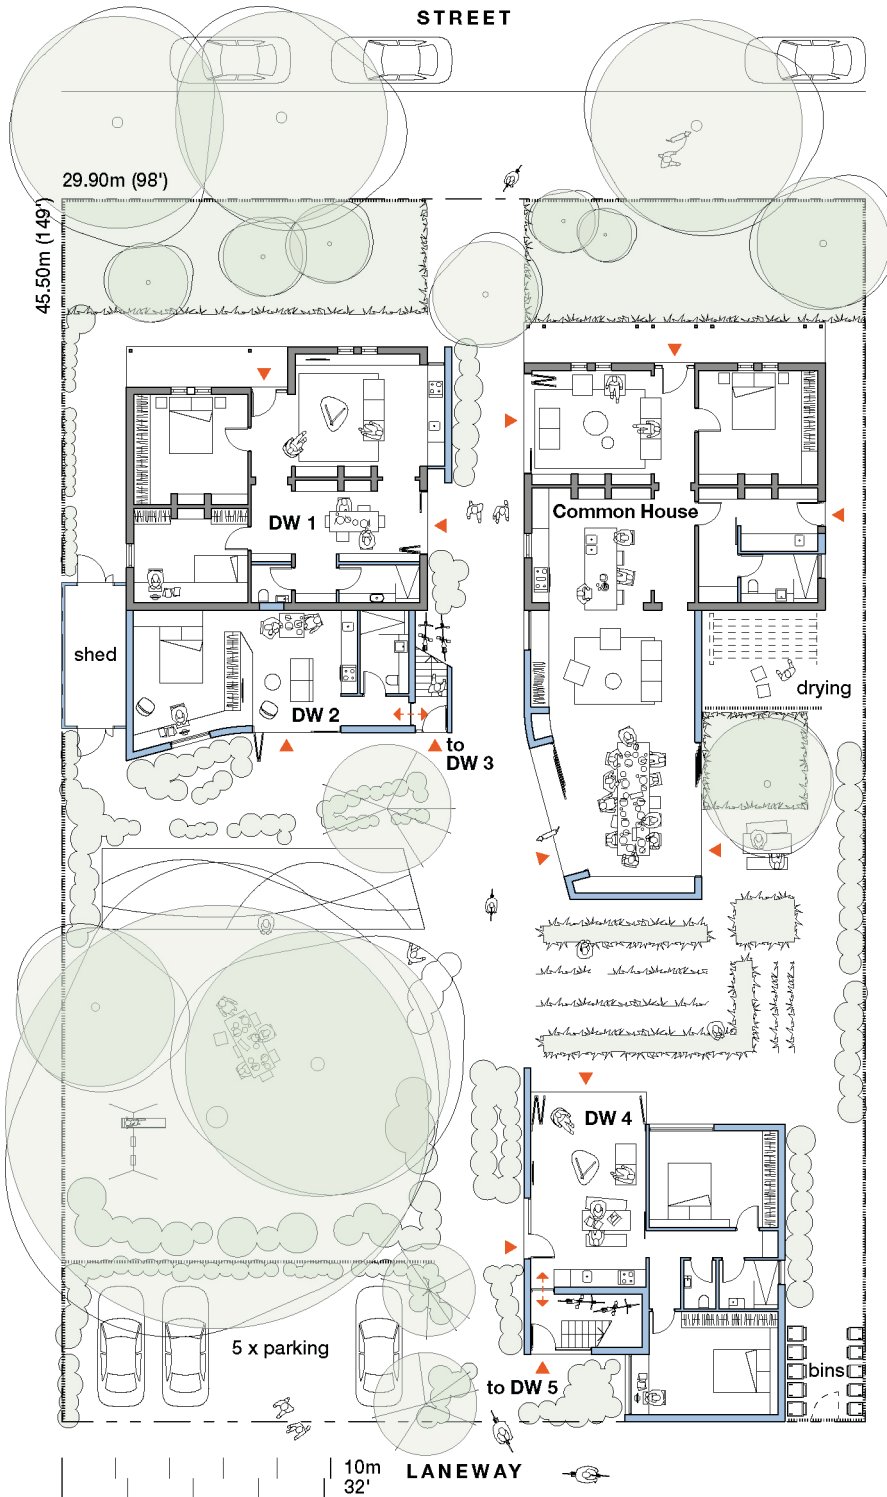 STREET
29.90m (98')
45.50m (149')
DW 1
Common House
shed
DW 2
drying
to
DW 3
DW 4
5 x parking
bins
to DW 5
10m
32'
LANEWAY